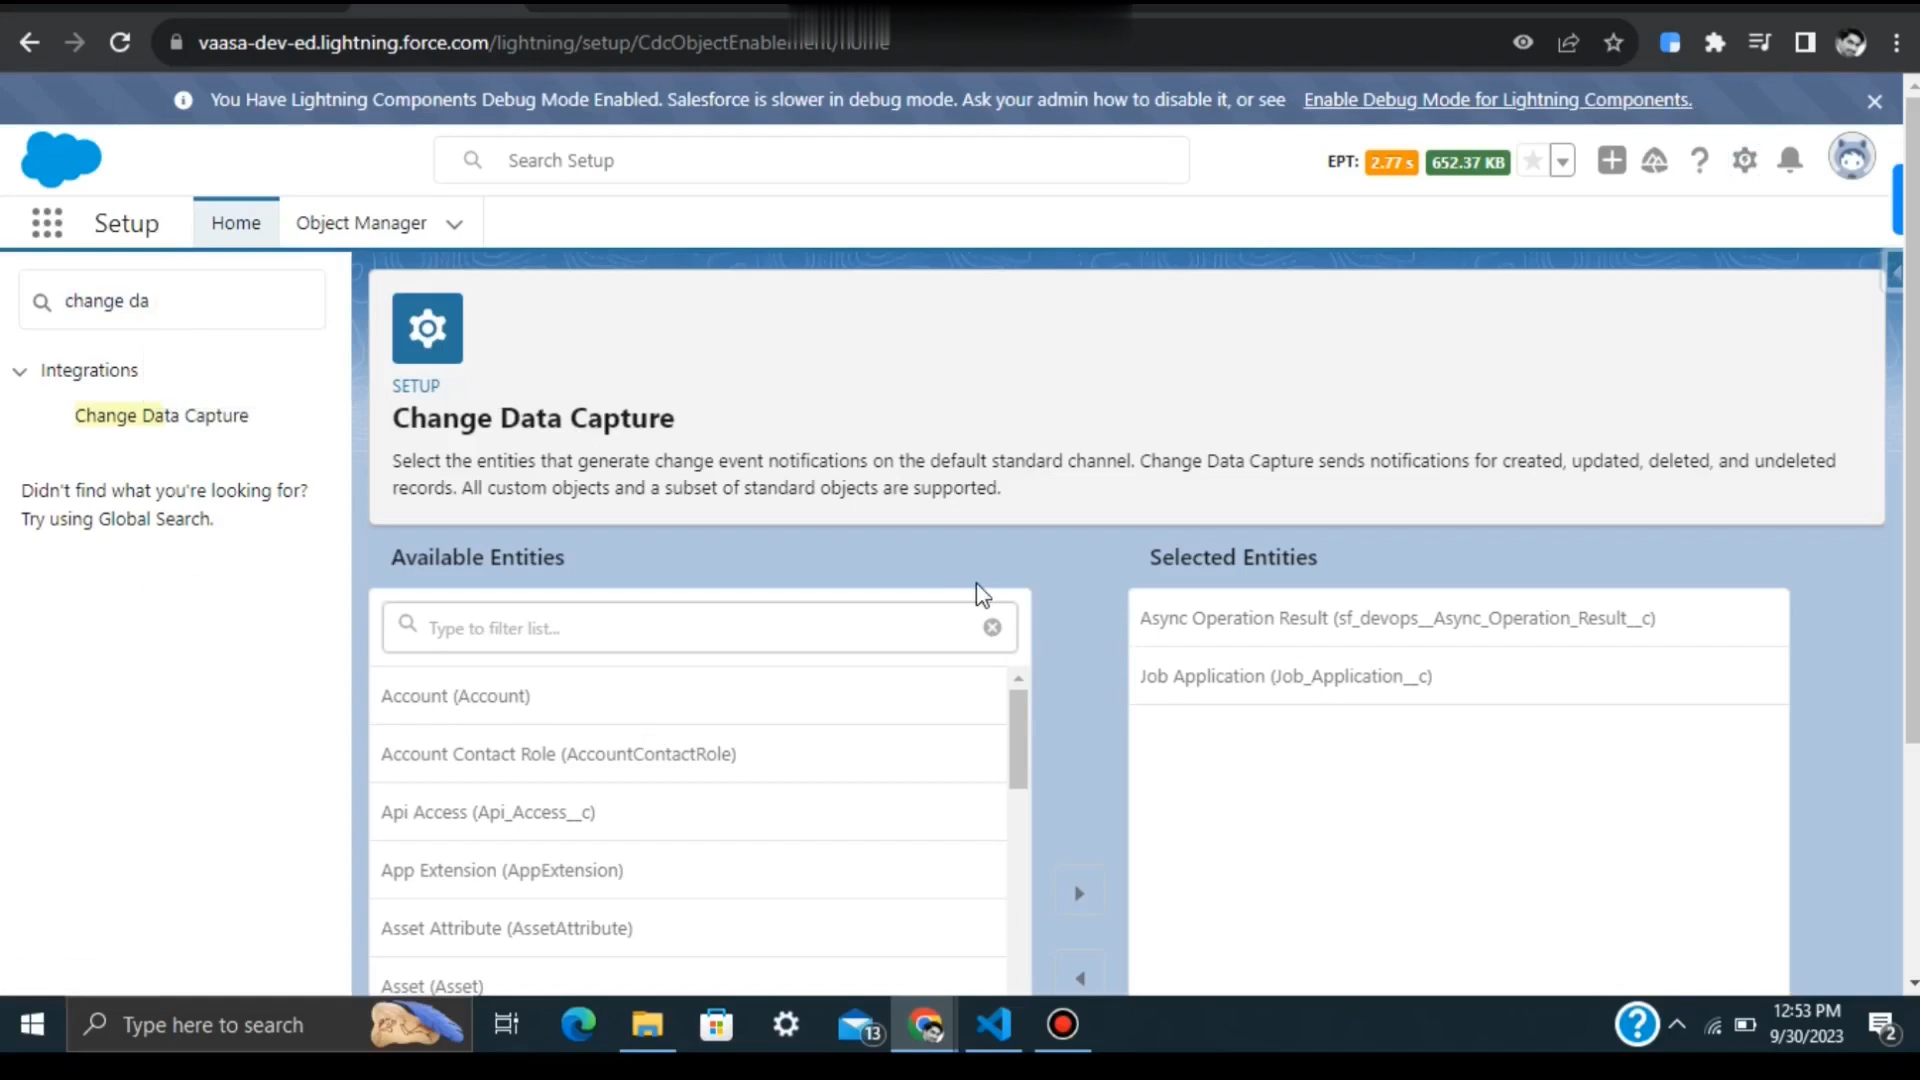 vaasa-dev-ed.lightning.force.com/lightning/setup/CdcObjectEnablement/home
You Have Lightning Components Debug Mode Enabled. Salesforce is slower in debug mode. Ask your admin how to disable it, or see Enable Debug Mode for Lightning Components.
Search Setup
EPT: 2.77 s 652.37 KB
Setup Home Object Manager
change da
Integrations
Change Data Capture
Didn't find what you're looking for?
Try using Global Search.
SETUP
Change Data Capture
Select the entities that generate change event notifications on the default standard channel. Change Data Capture sends notifications for created, updated, deleted, and undeleted
records. All custom objects and a subset of standard objects are supported.
Available Entities
Type to filter list...
Account (Account)
Account Contact Role (AccountContactRole)
Api Access (Api_Access__c)
App Extension (AppExtension)
Asset Attribute (AssetAttribute)
Asset (Asset)
Selected Entities
Async Operation Result (sf_devops__Async_Operation_Result__c)
Job Application (Job_Application__c)
Type here to search
13
12:53 PM
9/30/2023
2